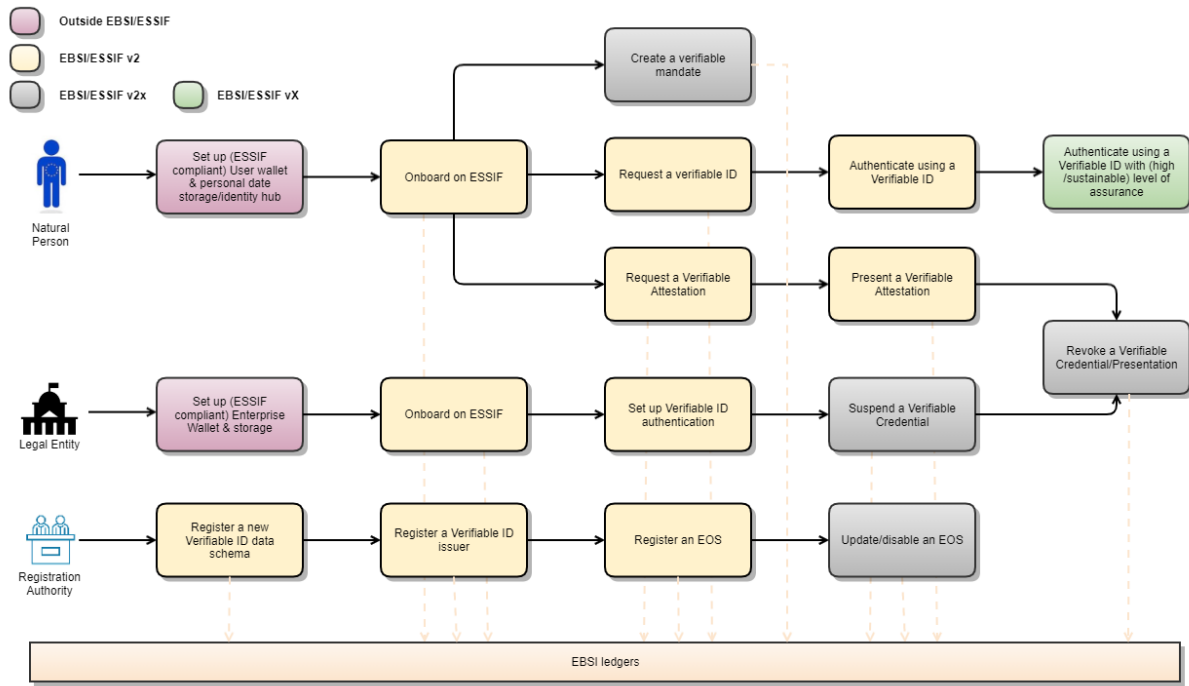 Outside EBSI/ESSIF
EBSI/ESSIF v2
EBSI/ESSIF v2x
EBSI/ESSIF vX
Create a verifiable
mandate
Natural
Person
Set up (ESSIF
compliant) User wallet
& personal date
storage/identity hub
Onboard on ESSIF
Request a verifiable ID
Authenticate using a
Verifiable ID
Authenticate using a
Verifiable ID with (high
/sustainable) level of
assurance
Request a Verifiable
Attestation
Present a Verifiable
Attestation
Revoke a Verifiable
Credential/Presentation
Legal Entity
Set up (ESSIF
compliant) Enterprise
Wallet & storage
Onboard on ESSIF
Set up Verifiable ID
authentication
Suspend a Verifiable
Credential
Registration
Authority
Register a new
Verifiable ID data
schema
Register a Verifiable ID
issuer
Register an EOS
Update/disable an EOS
EBSI ledgers